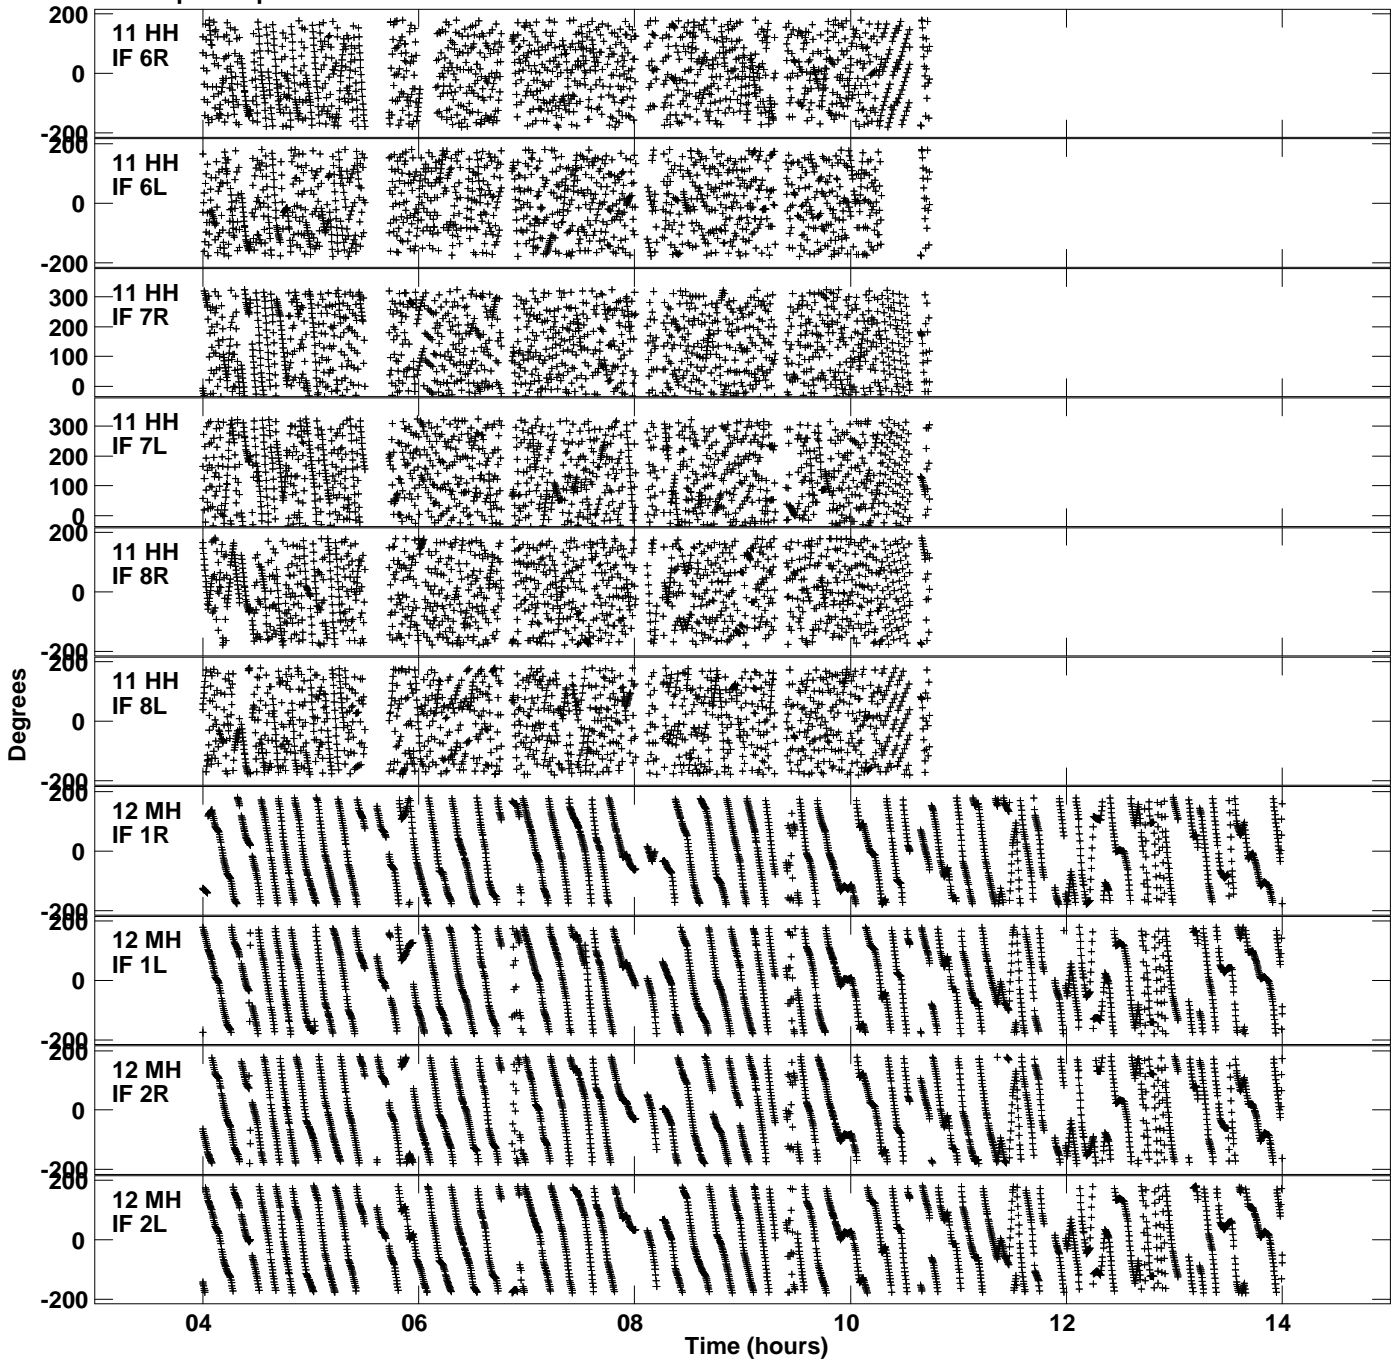 200
11 HH
IF 6R
0
-200
200
11 HH
IF 6L
0
-200
11 HH
IF 7R
300
200
100
0
11 HH
IF 7L
300
200
100
0
200
11 HH
IF 8R
0
-200
200
11 HH
IF 8L
0
-200
200
12 MH
IF 1R
0
-200
200
12 MH
IF 1L
0
-200
200
12 MH
IF 2R
0
-200
200
12 MH
IF 2L
0
-200
Degrees
04 06 08 10 12 14
Time (hours)